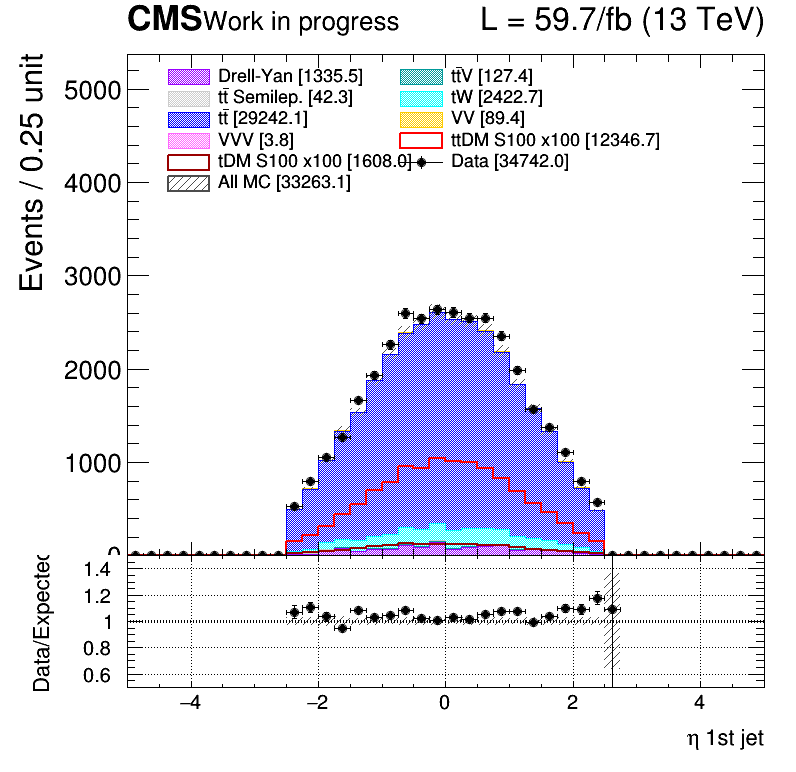 CMS Work in progress L = 59.7/fb (13 TeV)
Events / 0.25 unit
5000
4000
3000
2000
1000
0
Drell-Yan [1335.5] tt̄V [127.4]
tt̄ Semilep. [42.3] tW [2422.7]
tt̄ [29242.1] VV [89.4]
VVV [3.8] ttDM S100 x100 [12346.7]
tDM S100 x100 [1608.0] Data [34742.0]
All MC [33263.1]
Data/Expected
1.4
1.2
1
0.8
0.6
−4 −2 0 2 4
η 1st jet